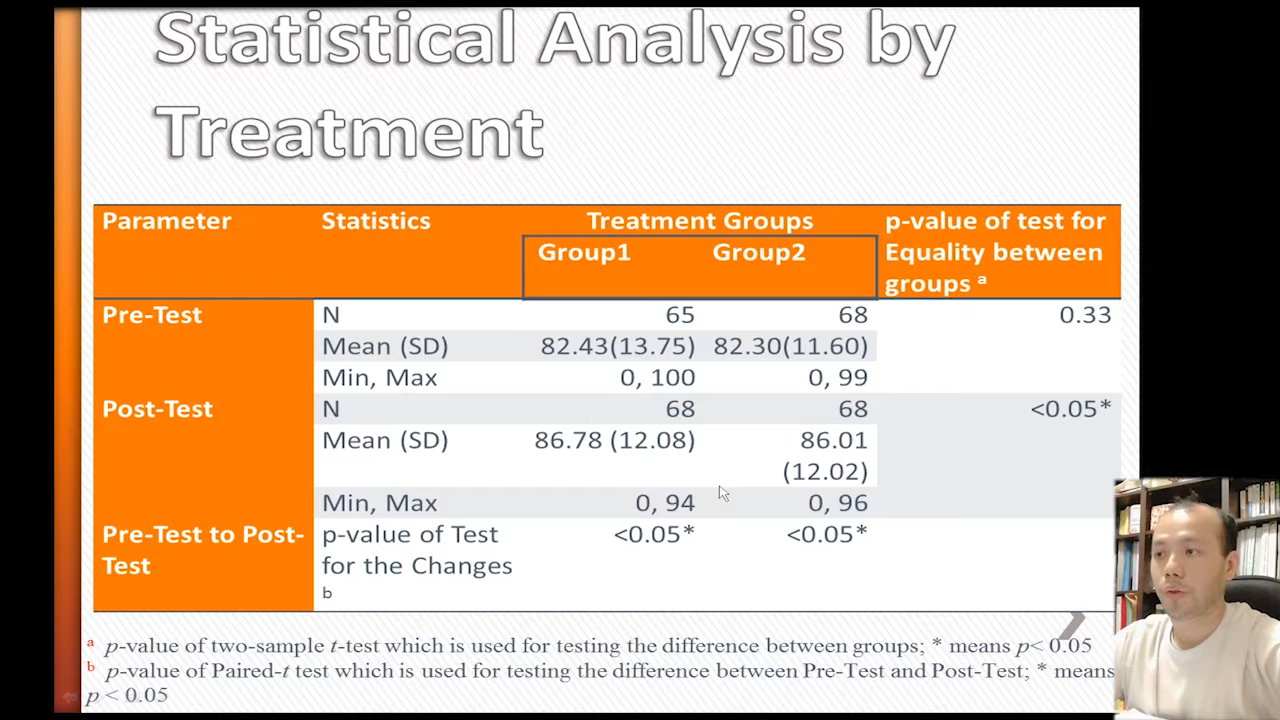 Statistical Analysis by
Treatment
Parameter Statistics Treatment Groups p-value of test for
Group1 Group2 Equality between
groups a
Pre-Test N 65 68 0.33
Mean (SD) 82.43(13.75) 82.30(11.60)
Min, Max 0, 100 0, 99
Post-Test N 68 68 <0.05*
Mean (SD) 86.78 (12.08) 86.01
(12.02)
Min, Max 0, 94 0, 96
Pre-Test to Post- p-value of Test <0.05* <0.05*
Test for the Changes
b
a p-value of two-sample t-test which is used for testing the difference between groups; * means p< 0.05
b p-value of Paired-t test which is used for testing the difference between Pre-Test and Post-Test; * means
p < 0.05